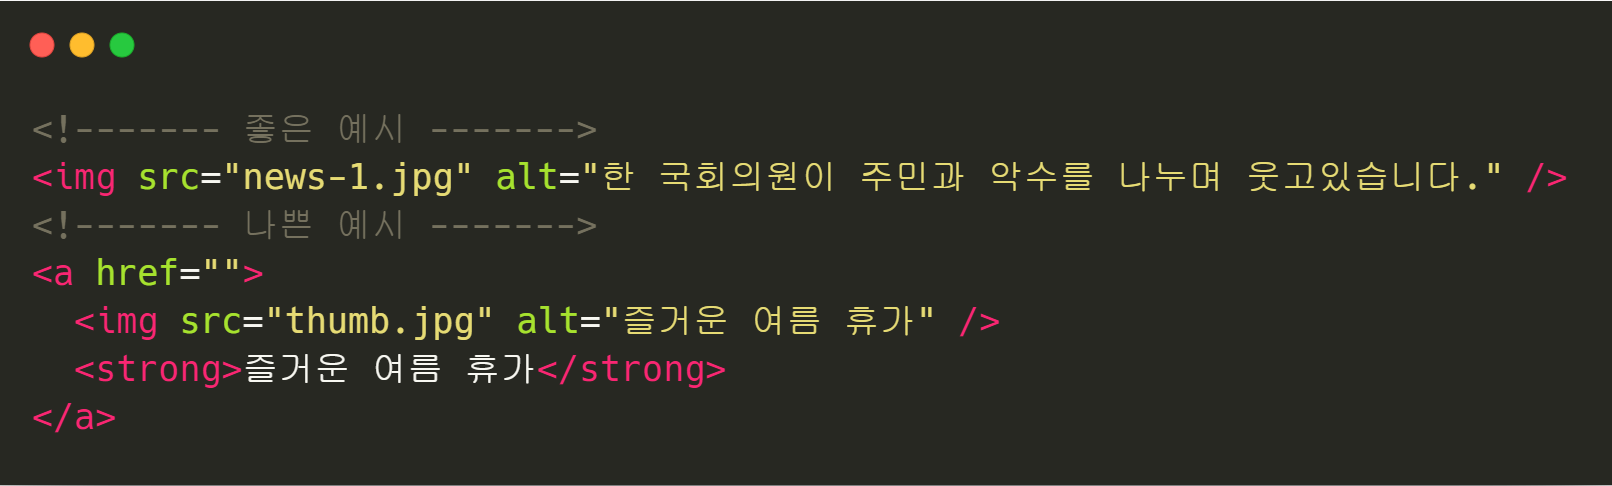 <!------- 좋은 예시 ------->
<img src="news-1.jpg" alt="한 국회의원이 주민과 악수를 나누며 웃고있습니다." />
<!------- 나쁜 예시 ------->
<a href="">
  <img src="thumb.jpg" alt="즐거운 여름 휴가" />
  <strong>즐거운 여름 휴가</strong>
</a>